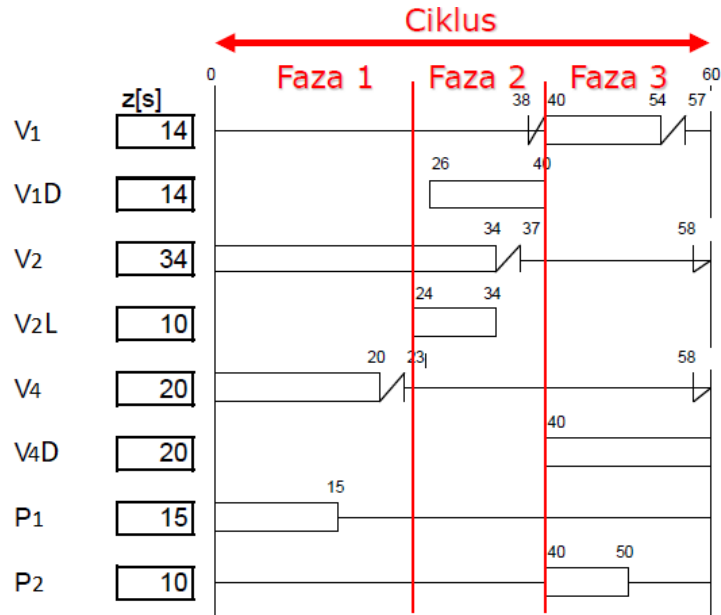 Ciklus
0 Faza 1 Faza 2 Faza 3 60
z[s]
V1 14 38 40 54 57
V1D 14 26 40
V2 34 34 37 58
V2L 10 24 34
V4 20 20 23 58
V4D 20 40
P1 15 15
P2 10 40 50